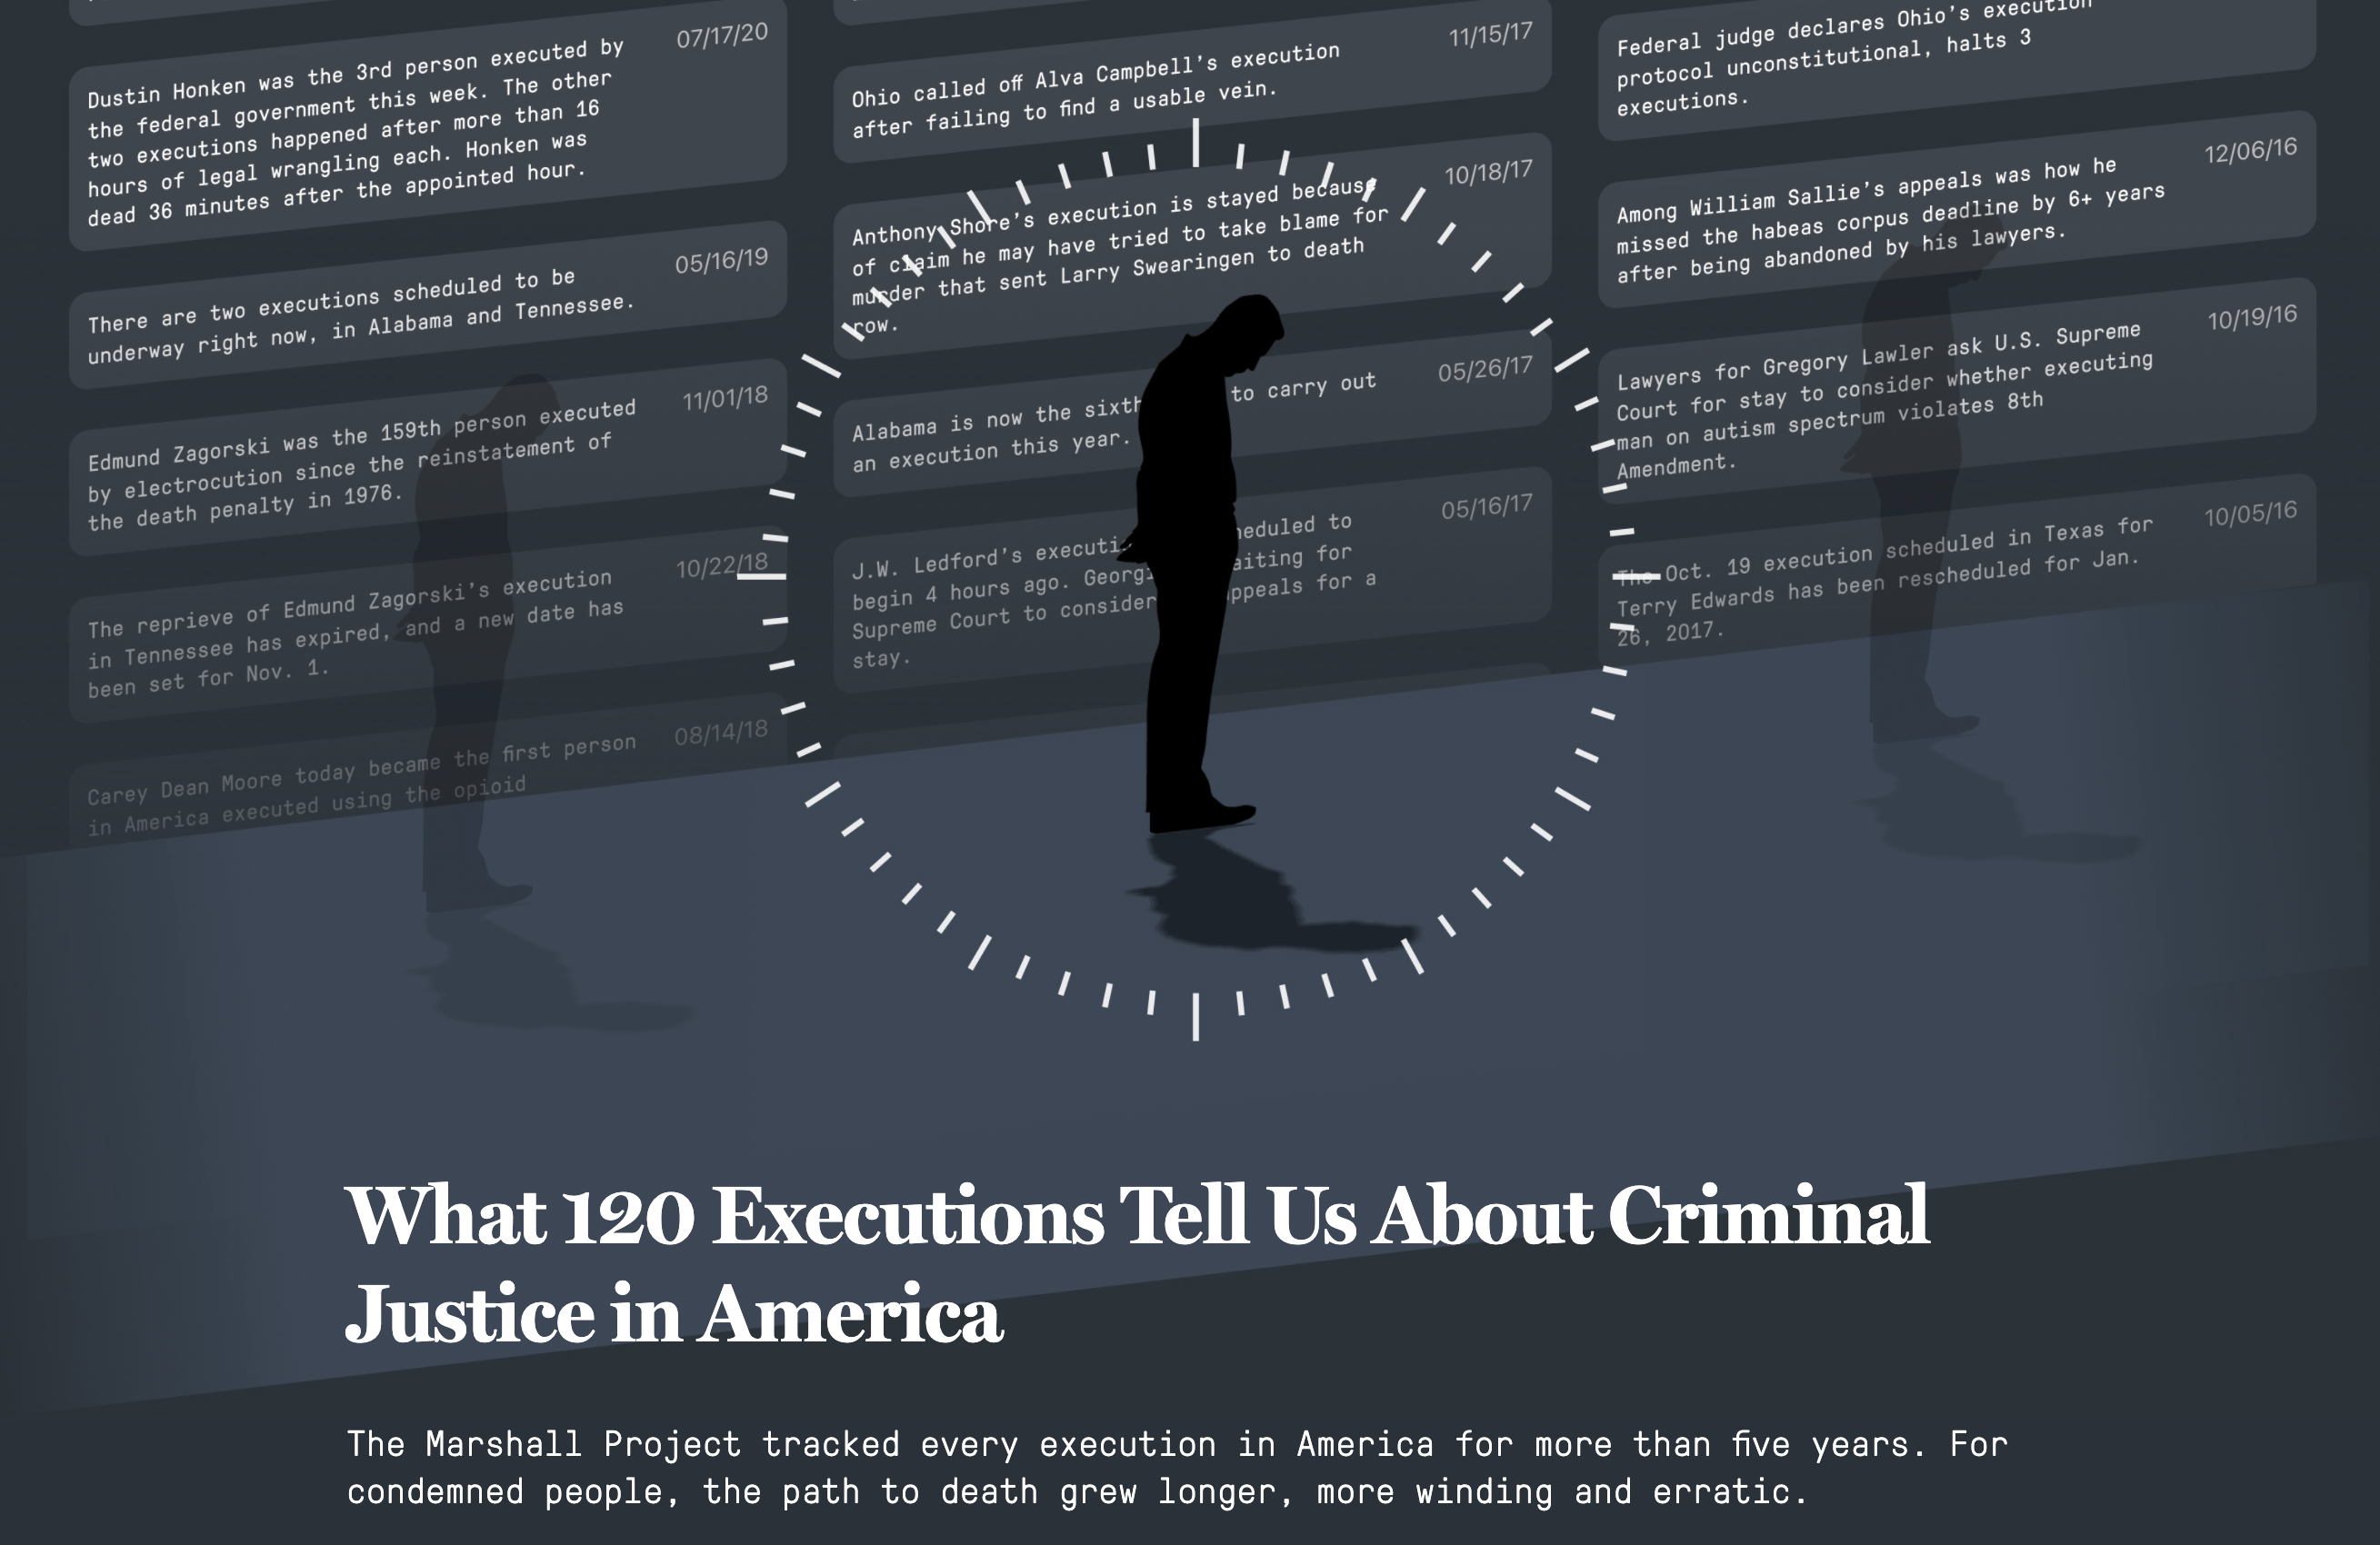 07/17/20
Dustin Honken was the 3rd person executed by
the federal government this week. The other
two executions happened after more than 16
hours of legal wrangling each. Honken was
dead 36 minutes after the appointed hour.
05/16/19
There are two executions scheduled to be
underway right now, in Alabama and Tennessee.
11/01/18
Edmund Zagorski was the 159th person executed
by electrocution since the reinstatement of
the death penalty in 1976.
10/22/18
The reprieve of Edmund Zagorski’s execution
in Tennessee has expired, and a new date has
been set for Nov. 1.
08/14/18
Carey Dean Moore today became the first person
in America executed using the opioid
11/15/17
Ohio called off Alva Campbell’s execution
after failing to find a usable vein.
10/18/17
Anthony Shore’s execution is stayed because
of claim he may have tried to take blame for
murder that sent Larry Swearingen to death
row.
05/26/17
Alabama is now the sixth to carry out
an execution this year.
05/16/17
J.W. Ledford’s
begin 4 hours ago.
Supreme Court to consider appeals for a
stay.
Federal judge declares Ohio’s execution
protocol unconstitutional, halts 3
executions.
12/06/16
Among William Sallie’s appeals was how he
missed the habeas corpus deadline by 6+ years
after being abandoned by his lawyers.
10/19/16
Lawyers for Gregory Lawler ask U.S. Supreme
Court for stay to consider whether executing
man on autism spectrum violates 8th
Amendment.
10/05/16
The Oct. 19 execution scheduled in Texas for
Terry Edwards has been rescheduled for Jan.
26, 2017.
What 120 Executions Tell Us About Criminal
Justice in America
The Marshall Project tracked every execution in America for more than five years. For
condemned people, the path to death grew longer, more winding and erratic.